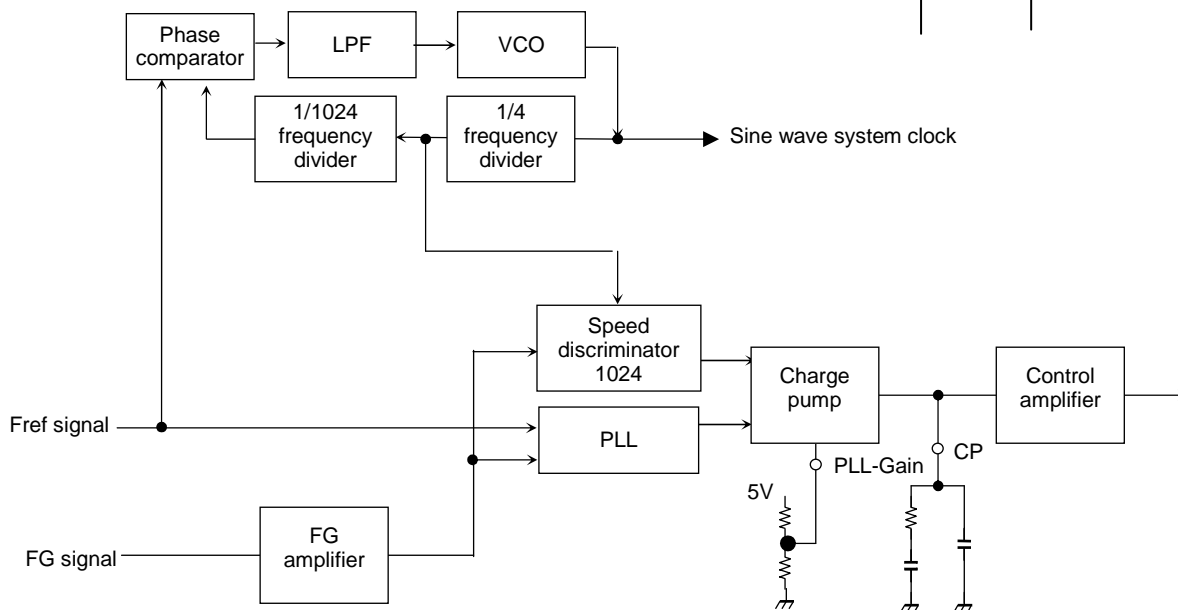 Phase
comparator
LPF
VCO
1/1024
frequency
divider
1/4
frequency
divider
Sine wave system clock
Speed
discriminator
1024
Charge
pump
Control
amplifier
Fref signal
PLL
PLL-Gain
CP
5V
FG signal
FG
amplifier